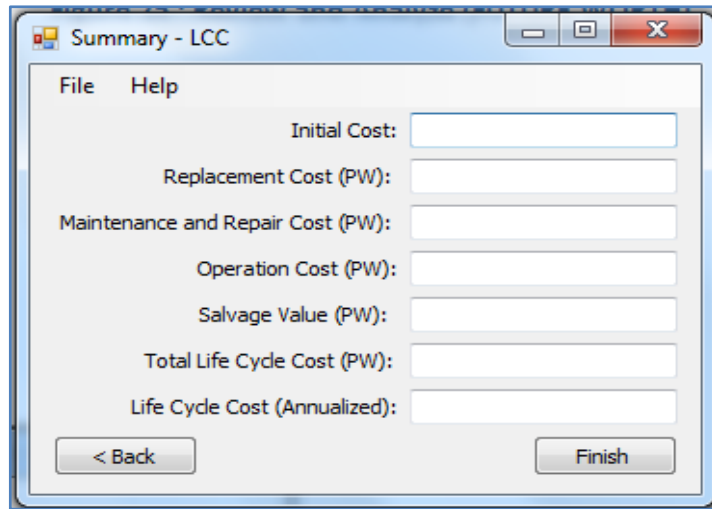 Summary - LCC
File Help
Initial Cost:
Replacement Cost (PW):
Maintenance and Repair Cost (PW):
Operation Cost (PW):
Salvage Value (PW):
Total Life Cycle Cost (PW):
Life Cycle Cost (Annualized):
< Back Finish